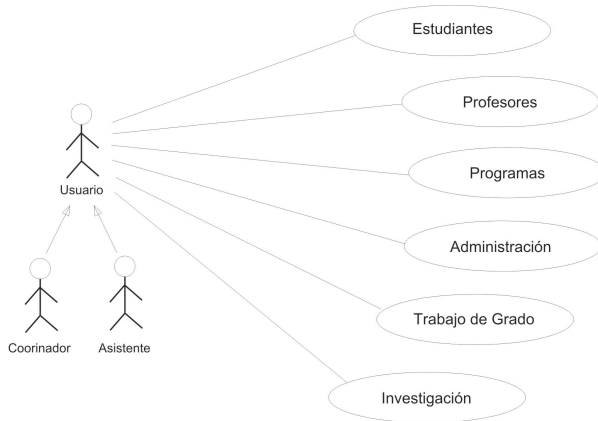 Estudiantes
Profesores
Programas
Usuario
Administración
Trabajo de Grado
Coorinador
Asistente
Investigación